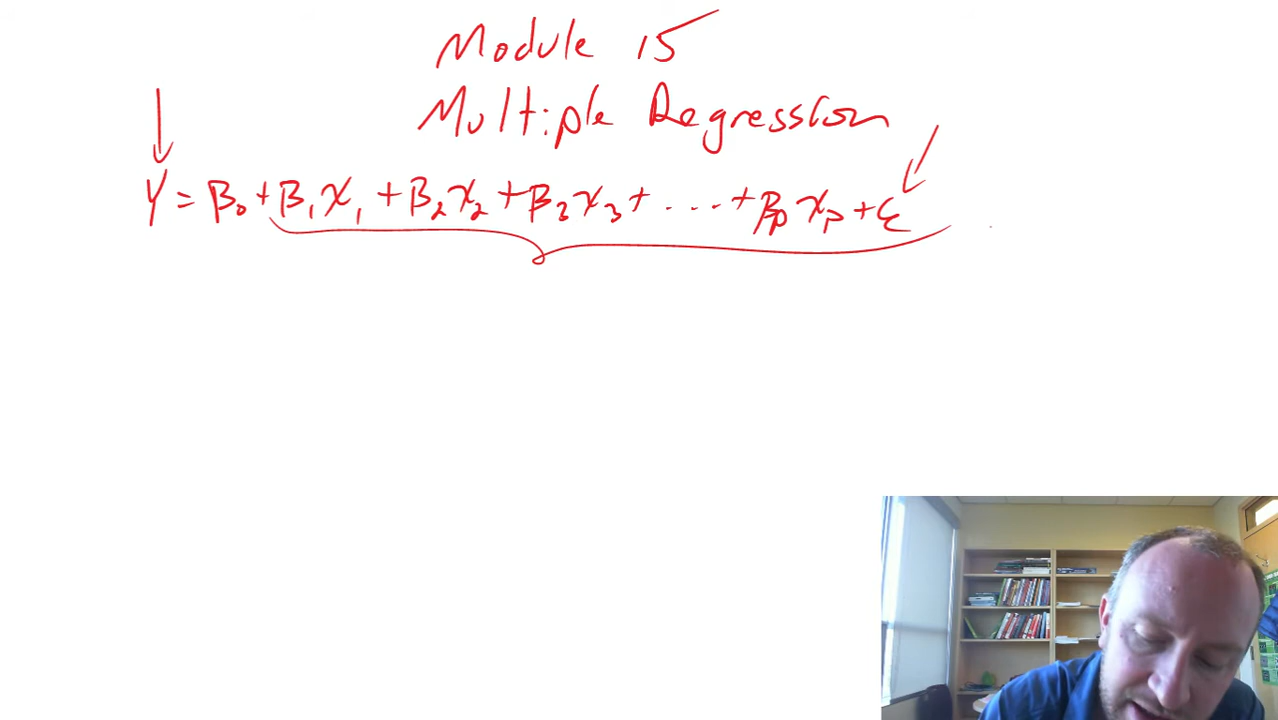 Module 15
Multiple Regression
Y = β₀ + β₁x₁ + β₂x₂ + β₃x₃ + ... + βₚxₚ + ε